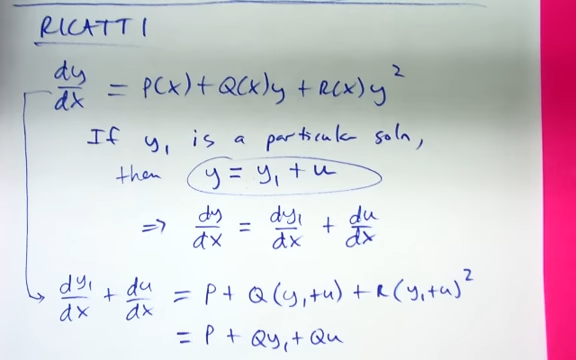 RICATTI
dy/dx = P(x) + Q(x)y + R(x)y²
If y₁ is a particular soln,
then y = y₁ + u
=> dy/dx = dy₁/dx + du/dx
dy₁/dx + du/dx = P + Q(y₁+u) + R(y₁+u)²
= P + Qy₁ + Qu